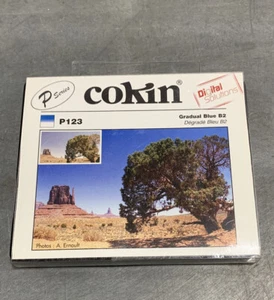 P Series
cokin®
Digital
Solutions
P123
Gradual Blue B2
Dégradé Bleu B2
Photos : A. Ernoult